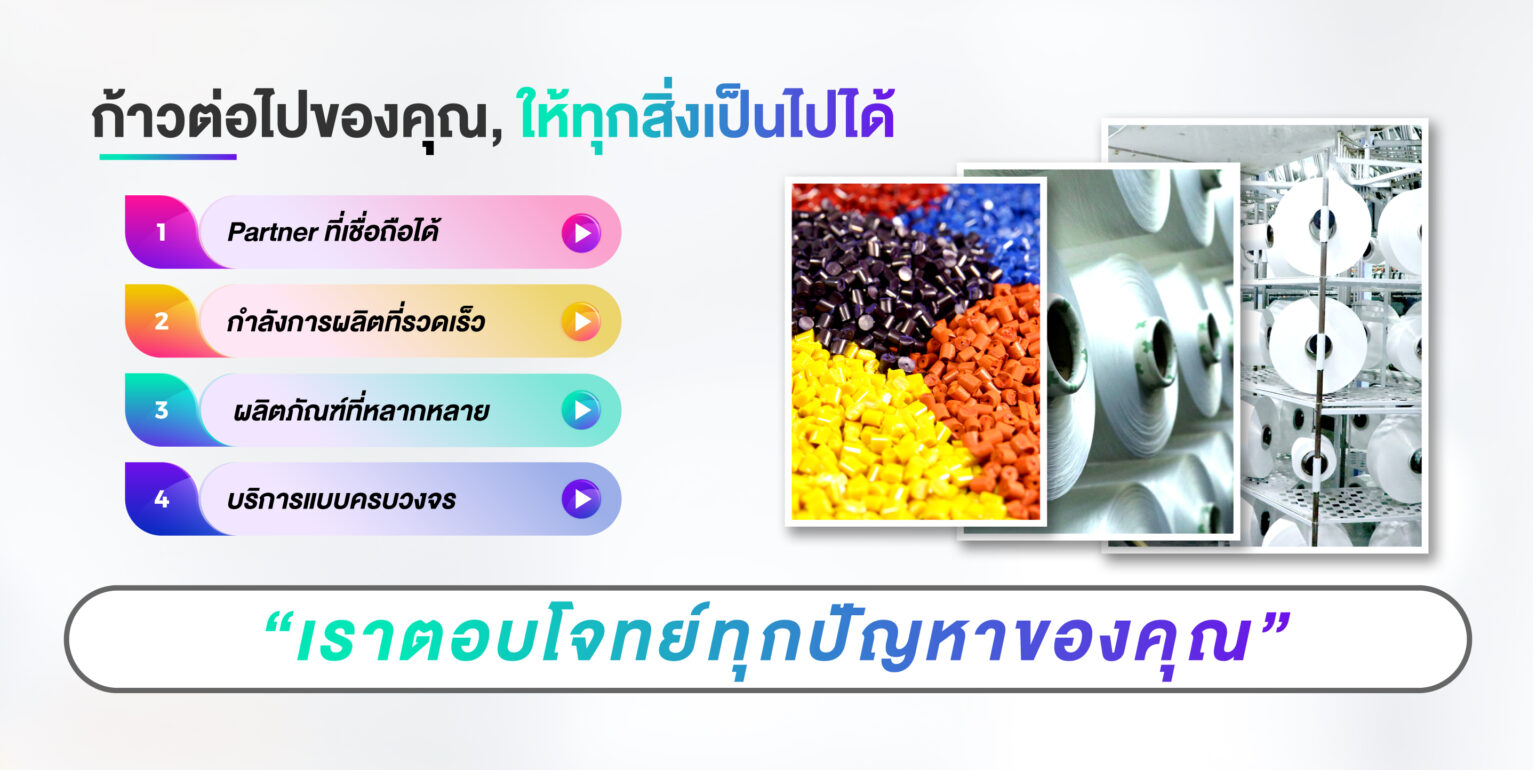 ก้าวต่อไปของคุณ, ให้ทุกสิ่งเป็นไปได้
1 Partner ที่เชื่อถือได้
2 กำลังการผลิตที่รวดเร็ว
3 ผลิตภัณฑ์ที่หลากหลาย
4 บริการแบบครบวงจร
“เราตอบโจทย์ทุกปัญหาของคุณ”